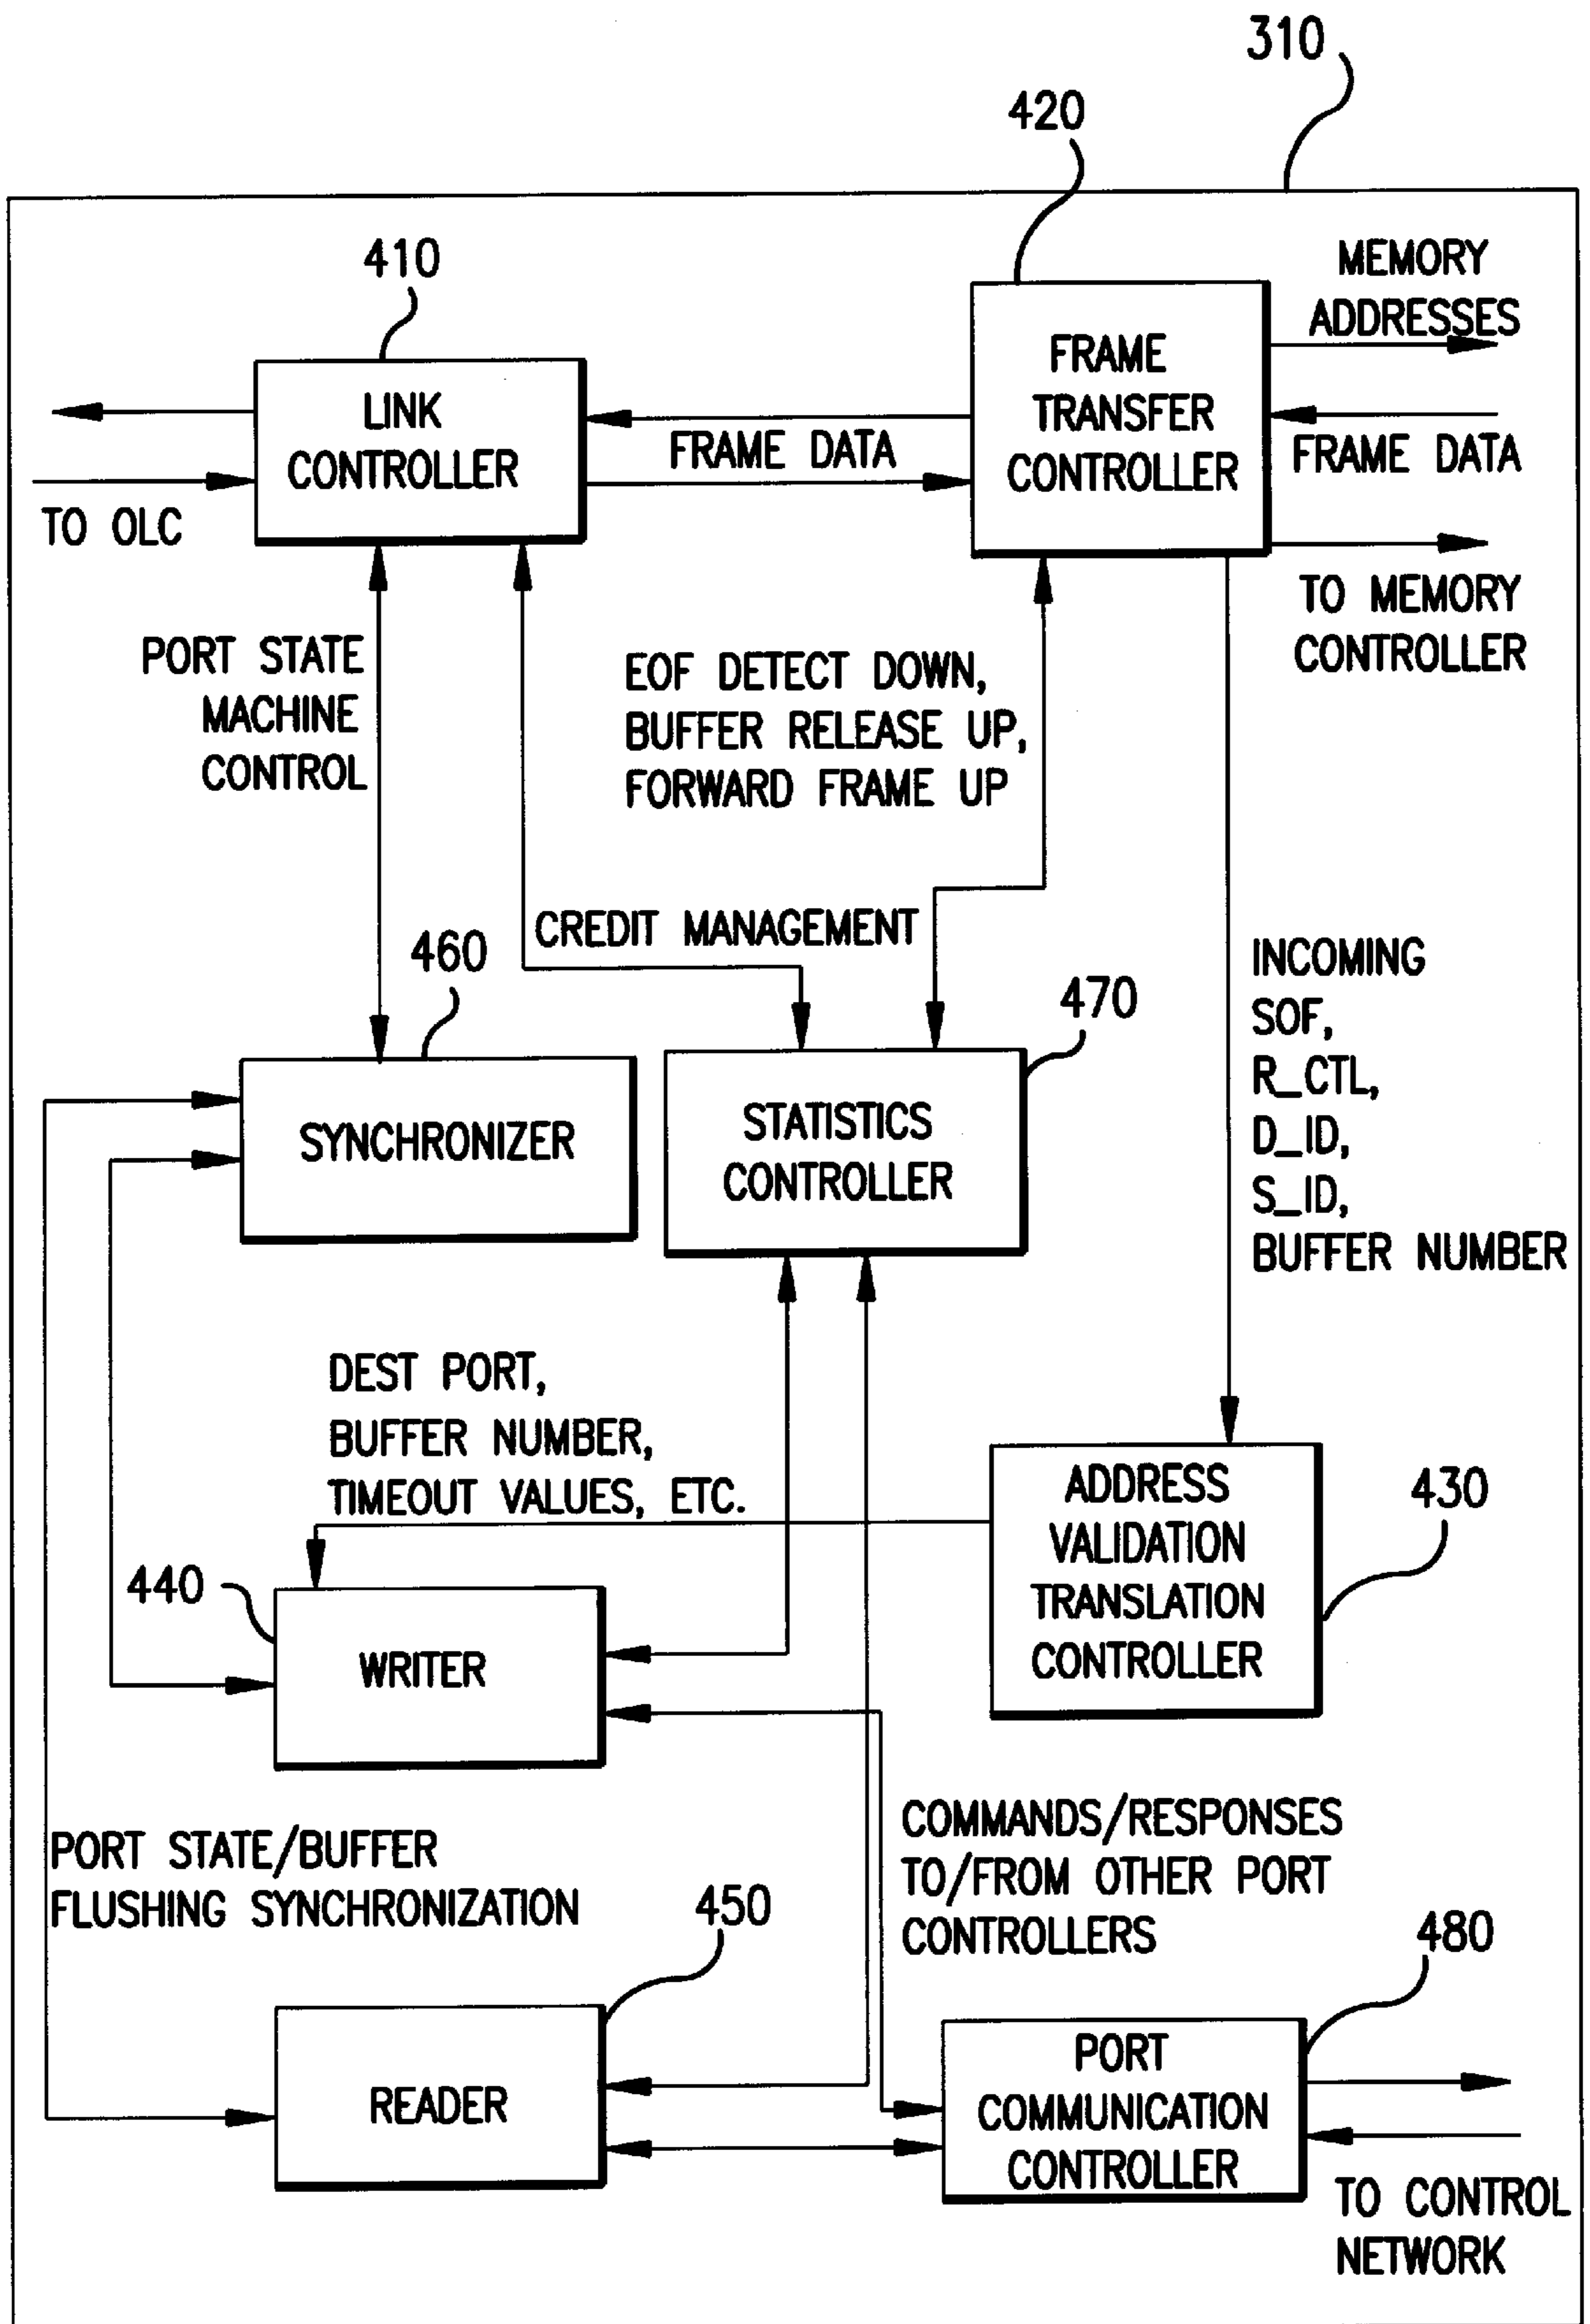 310
420
410
MEMORY
ADDRESSES
FRAME
TRANSFER
CONTROLLER
LINK
CONTROLLER
FRAME DATA
FRAME DATA
TO OLC
TO MEMORY
CONTROLLER
PORT STATE
MACHINE
CONTROL
EOF DETECT DOWN,
BUFFER RELEASE UP,
FORWARD FRAME UP
CREDIT MANAGEMENT
460
470
INCOMING
SOF,
R_CTL,
D_ID,
S_ID,
BUFFER NUMBER
SYNCHRONIZER
STATISTICS
CONTROLLER
DEST PORT,
BUFFER NUMBER,
TIMEOUT VALUES, ETC.
ADDRESS
VALIDATION
TRANSLATION
CONTROLLER
430
440
WRITER
PORT STATE/BUFFER
FLUSHING SYNCHRONIZATION
COMMANDS/RESPONSES
TO/FROM OTHER PORT
CONTROLLERS
450
480
READER
PORT
COMMUNICATION
CONTROLLER
TO CONTROL
NETWORK